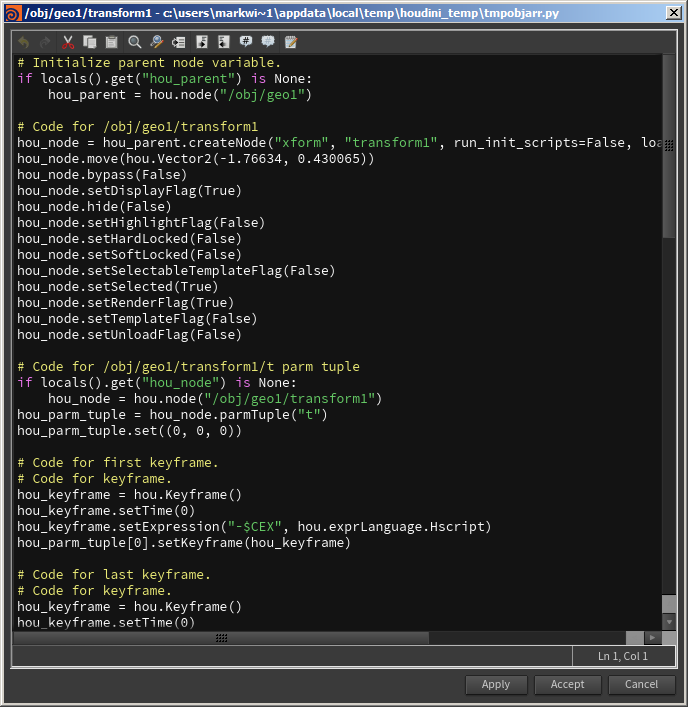 /obj/geo1/transform1 - c:\users\markwi~1\appdata\local\temp\houdini_temp\tmpobjarr.py
# Initialize parent node variable.
if locals().get("hou_parent") is None:
    hou_parent = hou.node("/obj/geo1")

# Code for /obj/geo1/transform1
hou_node = hou_parent.createNode("xform", "transform1", run_init_scripts=False, loa
hou_node.move(hou.Vector2(-1.76634, 0.430065))
hou_node.bypass(False)
hou_node.setDisplayFlag(True)
hou_node.hide(False)
hou_node.setHighlightFlag(False)
hou_node.setHardLocked(False)
hou_node.setSoftLocked(False)
hou_node.setSelectableTemplateFlag(False)
hou_node.setSelected(True)
hou_node.setRenderFlag(True)
hou_node.setTemplateFlag(False)
hou_node.setUnloadFlag(False)

# Code for /obj/geo1/transform1/t parm tuple
if locals().get("hou_node") is None:
    hou_node = hou.node("/obj/geo1/transform1")
hou_parm_tuple = hou_node.parmTuple("t")
hou_parm_tuple.set((0, 0, 0))

# Code for first keyframe.
# Code for keyframe.
hou_keyframe = hou.Keyframe()
hou_keyframe.setTime(0)
hou_keyframe.setExpression("-$CEX", hou.exprLanguage.Hscript)
hou_parm_tuple[0].setKeyframe(hou_keyframe)

# Code for last keyframe.
# Code for keyframe.
hou_keyframe = hou.Keyframe()
hou_keyframe.setTime(0)
Ln 1, Col 1
Apply Accept Cancel